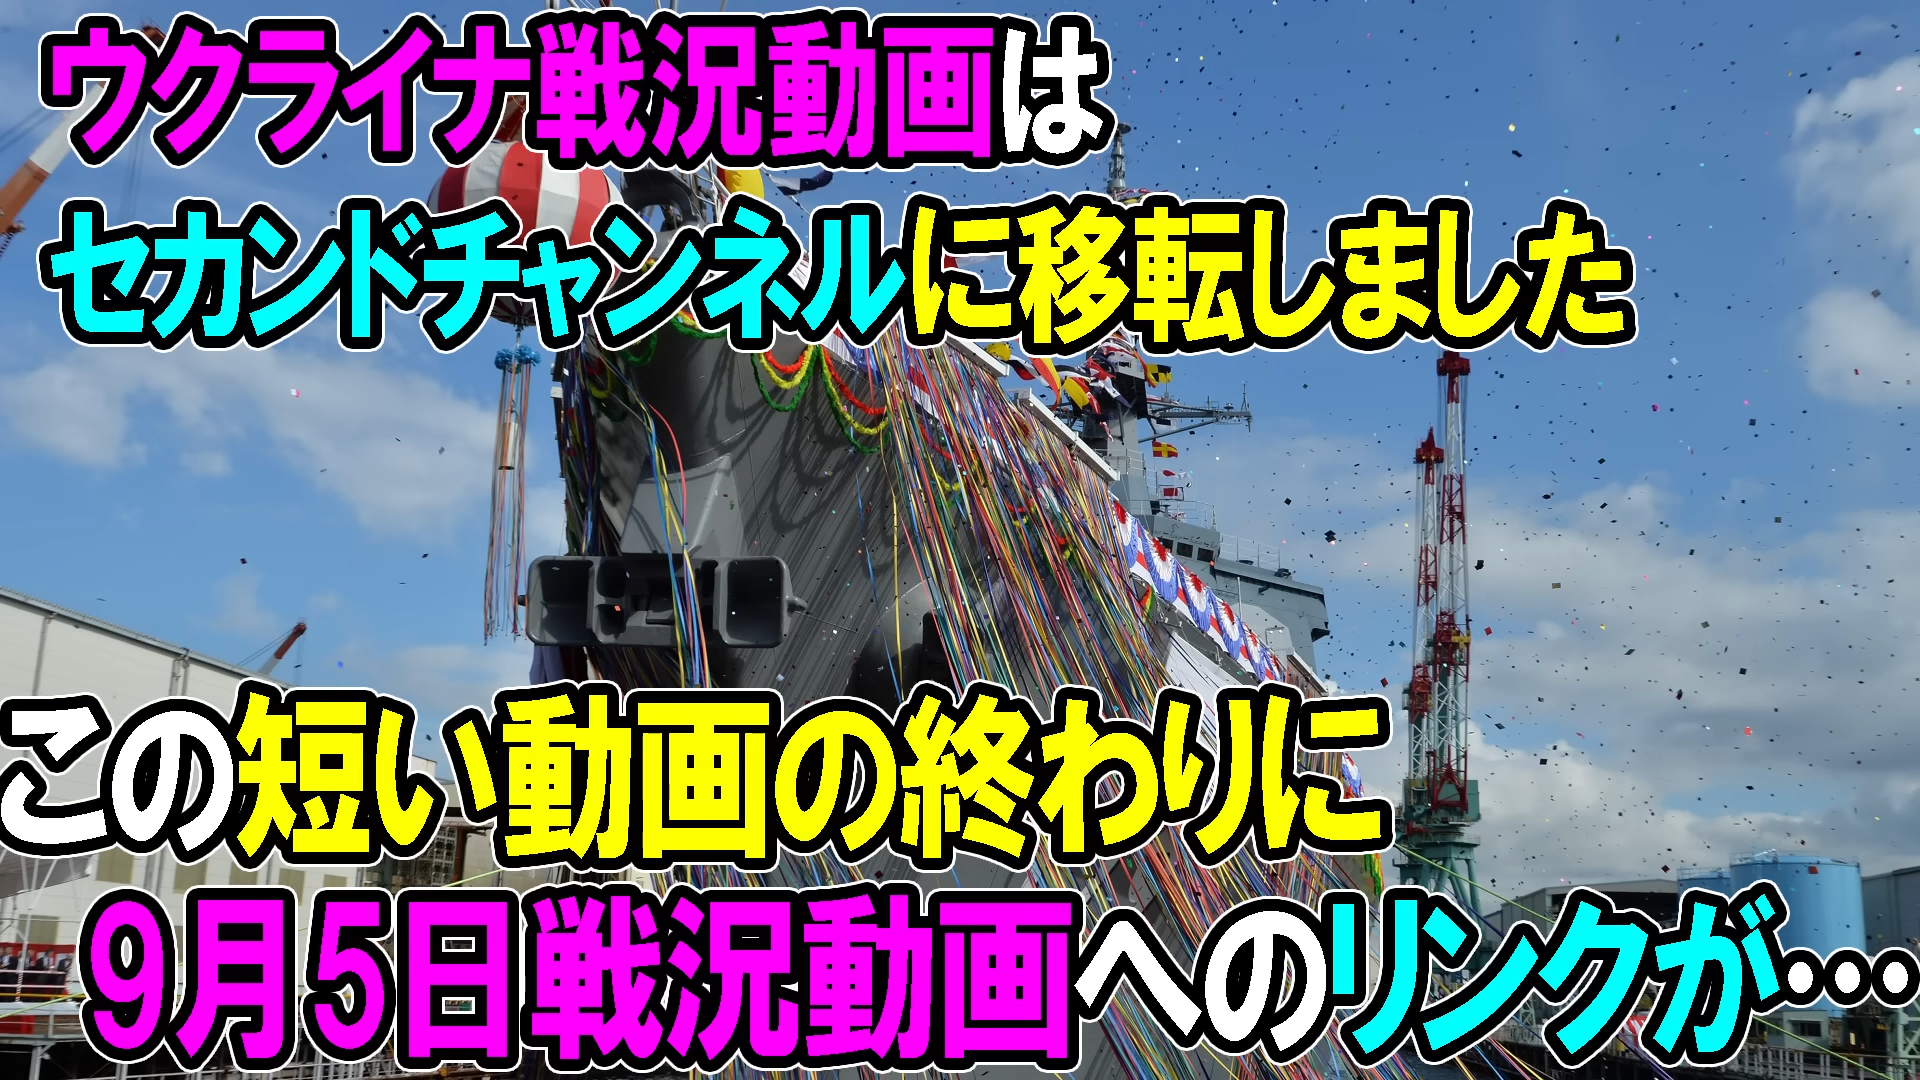 ウクライナ戦況動画は
セカンドチャンネルに移転しました
この短い動画の終わりに
9月5日戦況動画へのリンクが…